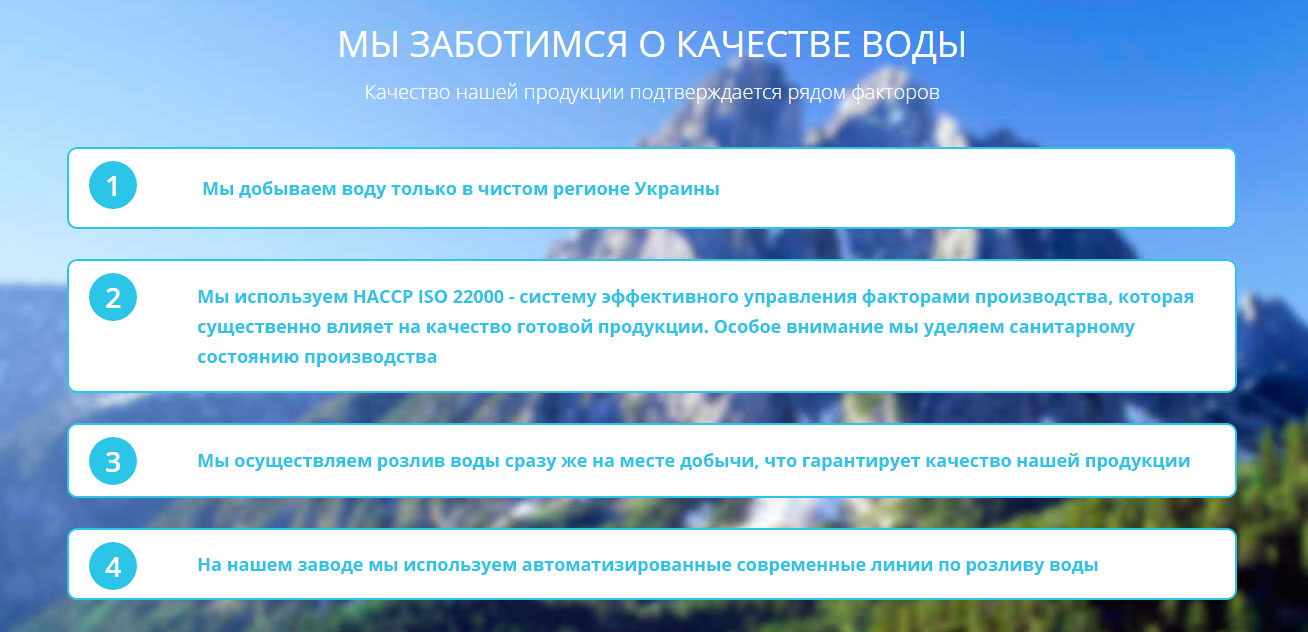 МЫ ЗАБОТИМСЯ О КАЧЕСТВЕ ВОДЫ
Качество нашей продукции подтверждается рядом факторов
1
Мы добываем воду только в чистом регионе Украины
2
Мы используем HACCP ISO 22000 - систему эффективного управления факторами производства, которая
существенно влияет на качество готовой продукции. Особое внимание мы уделяем санитарному
состоянию производства
3
Мы осуществляем розлив воды сразу же на месте добычи, что гарантирует качество нашей продукции
4
На нашем заводе мы используем автоматизированные современные линии по розливу воды